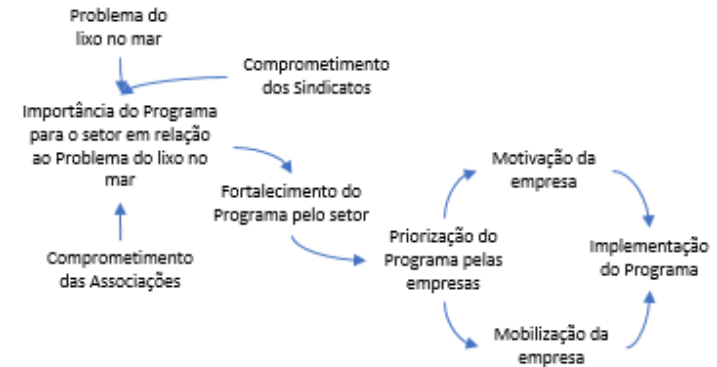 Problema do
lixo no mar
Comprometimento
dos Sindicatos
Importância do Programa
para o setor em relação
ao Problema do lixo no
mar
Comprometimento
das Associações
Fortalecimento do
Programa pelo setor
Priorização do
Programa pelas
empresas
Motivação da
empresa
Mobilização da
empresa
Implementação
do Programa